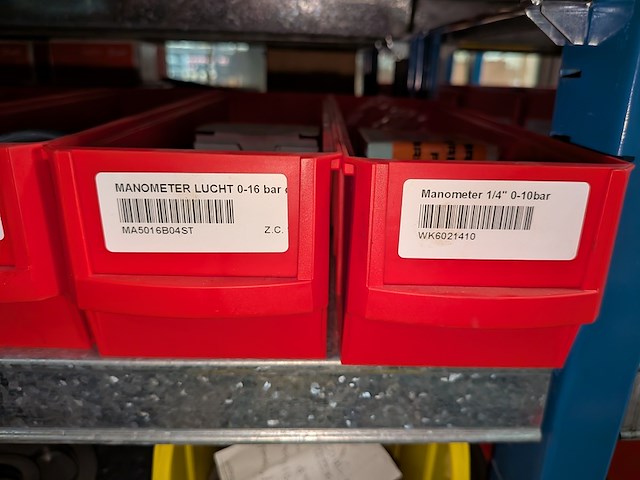 MANOMETER LUCHT 0-16 bar
MA5016B04ST Z.C.
Manometer 1/4" 0-10bar
WK6021410